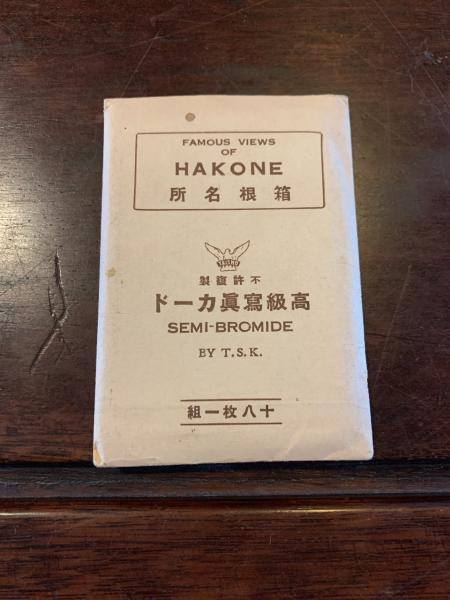 FAMOUS VIEWS
OF
HAKONE
箱根名所
不許複製
高級寫眞カード
SEMI-BROMIDE
BY T.S.K.
十八枚一組